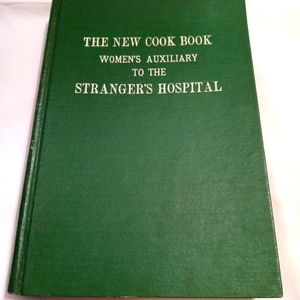 THE NEW COOK BOOK
WOMEN'S AUXILIARY
TO THE
STRANGER'S HOSPITAL